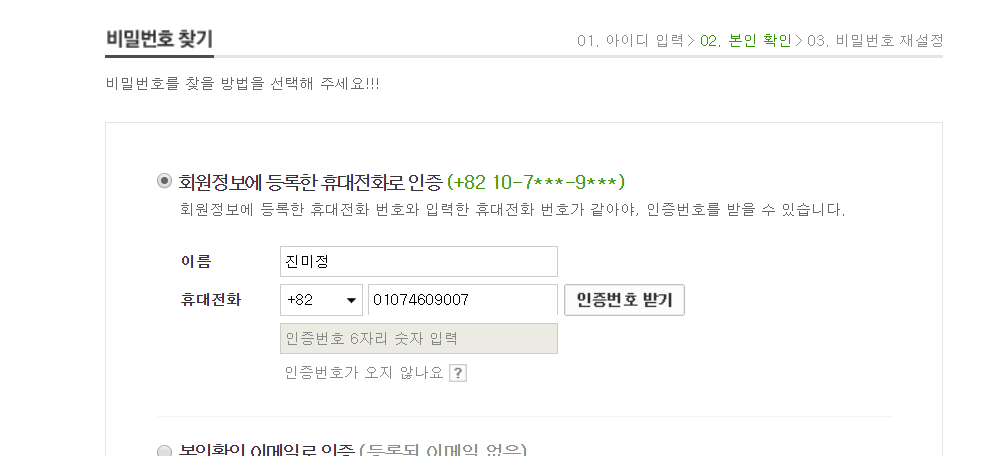 비밀번호 찾기
01. 아이디 입력 > 02. 본인 확인 > 03. 비밀번호 재설정
비밀번호를 찾을 방법을 선택해 주세요!!!
회원정보에 등록한 휴대전화로 인증 (+82 10-7***-9***)
회원정보에 등록한 휴대전화 번호와 입력한 휴대전화 번호가 같아야, 인증번호를 받을 수 있습니다.
이름 진미정
휴대전화 +82 01074609007 인증번호 받기
인증번호 6자리 숫자 입력
인증번호가 오지 않나요 ?
본인확인 이메일로 인증 (등록된 이메일 없음)